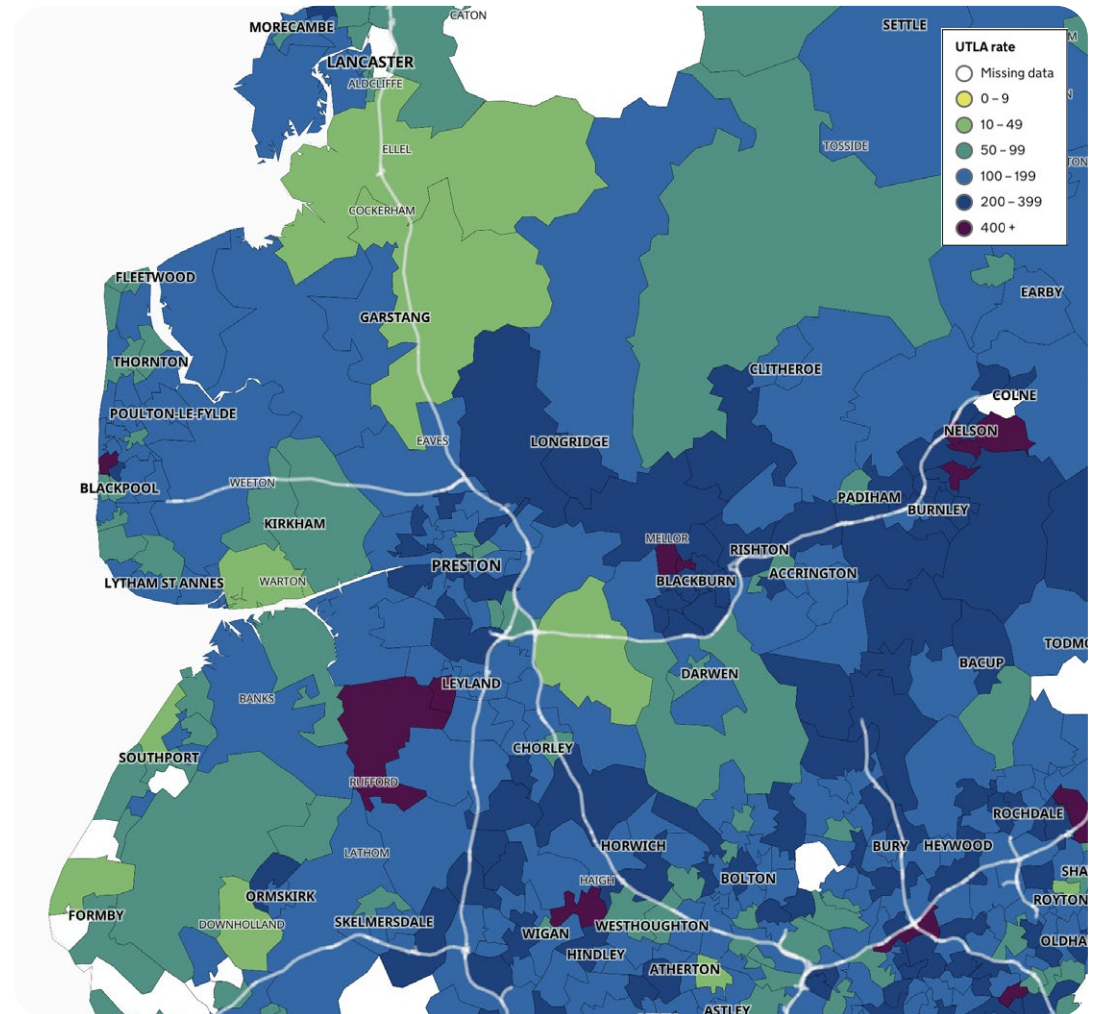 CATON
MORECAMBE
SETTLE
LANCASTER
ALDCLIFFE
UTLA rate
Missing data
0 – 9
10 – 49
50 – 99
100 – 199
200 – 399
400 +
ELLEL
TOSSIDE
COCKERHAM
FLEETWOOD
EARBY
GARSTANG
THORNTON
CLITHEROE
COLNE
POULTON-LE-FYLDE
NELSON
EAVES
LONGRIDGE
WEETON
BLACKPOOL
PADIHAM
BURNLEY
KIRKHAM
MELLOR
RISHTON
PRESTON
ACCRINGTON
LYTHAM ST ANNES
WARTON
BLACKBURN
TODMO
BACUP
DARWEN
LEYLAND
BANKS
CHORLEY
SOUTHPORT
RUFFORD
ROCHDALE
HORWICH
BURY
HEYWOOD
LATHOM
SHA
HAIGH
BOLTON
ORMSKIRK
ROYTON
FORMBY
SKELMERSDALE
DOWNHOLLAND
WESTHOUGHTON
WIGAN
OLDHA
HINDLEY
ATHERTON
ASTLEY